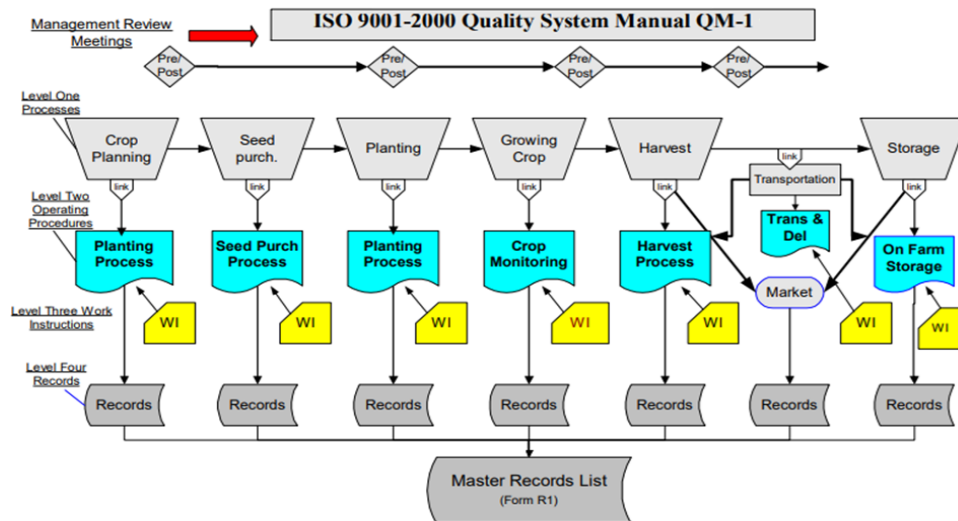 Management Review
Meetings
ISO 9001-2000 Quality System Manual QM-1
Pre/
Post
Pre/
Post
Pre/
Post
Pre/
Post
Level One
Processes
Crop
Planning
Seed
purch.
Planting
Growing
Crop
Harvest
Storage
link
link
link
link
link
link
link
Transportation
Level Two
Operating
Procedures
Planting
Process
Seed Purch
Process
Planting
Process
Crop
Monitoring
Harvest
Process
Trans &
Del
On Farm
Storage
Market
Level Three Work
Instructions
WI
WI
WI
WI
WI
WI
WI
Level Four
Records
Records
Records
Records
Records
Records
Records
Records
Master Records List
(Form R1)